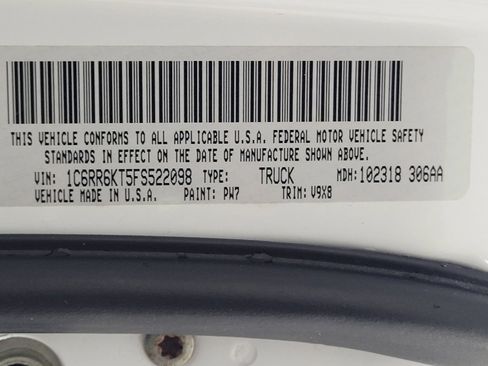 THIS VEHICLE CONFORMS TO ALL APPLICABLE U.S.A. FEDERAL MOTOR VEHICLE SAFETY
STANDARDS IN EFFECT ON THE DATE OF MANUFACTURE SHOWN ABOVE.
VIN: 1C6RR6KT5FS522098 TYPE: TRUCK MDH: 102318 306AA
VEHICLE MADE IN U.S.A. PAINT: PW7 TRIM: V9X8